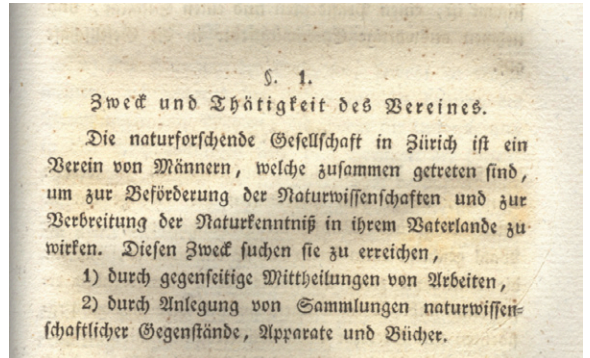 §. 1.
Zweck und Thätigkeit des Vereines.
Die naturforschende Gesellschaft in Zürich ist ein
Verein von Männern, welche zusammen getreten sind,
um zur Beförderung der Naturwissenschaften und zur
Verbreitung der Naturkenntniß in ihrem Vaterlande zu
wirken. Diesen Zweck suchen sie zu erreichen,
1) durch gegenseitige Mittheilungen von Arbeiten,
2) durch Anlegung von Sammlungen naturwissen-
schaftlicher Gegenstände, Apparate und Bücher.